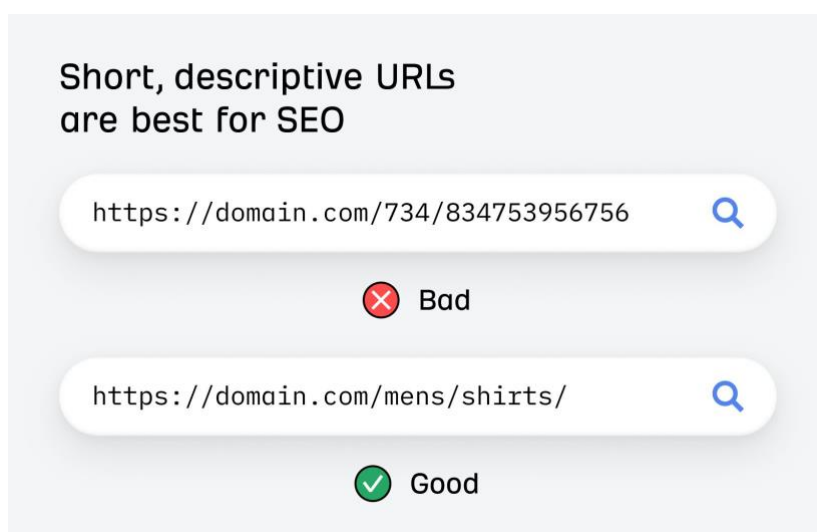 Short, descriptive URLs
are best for SEO
https://domain.com/734/834753956756
Bad
https://domain.com/mens/shirts/
Good